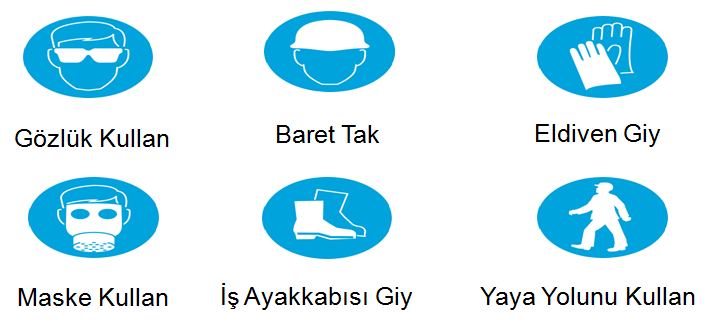 Gözlük Kullan
Baret Tak
Eldiven Giy
Maske Kullan
İş Ayakkabısı Giy
Yaya Yolunu Kullan